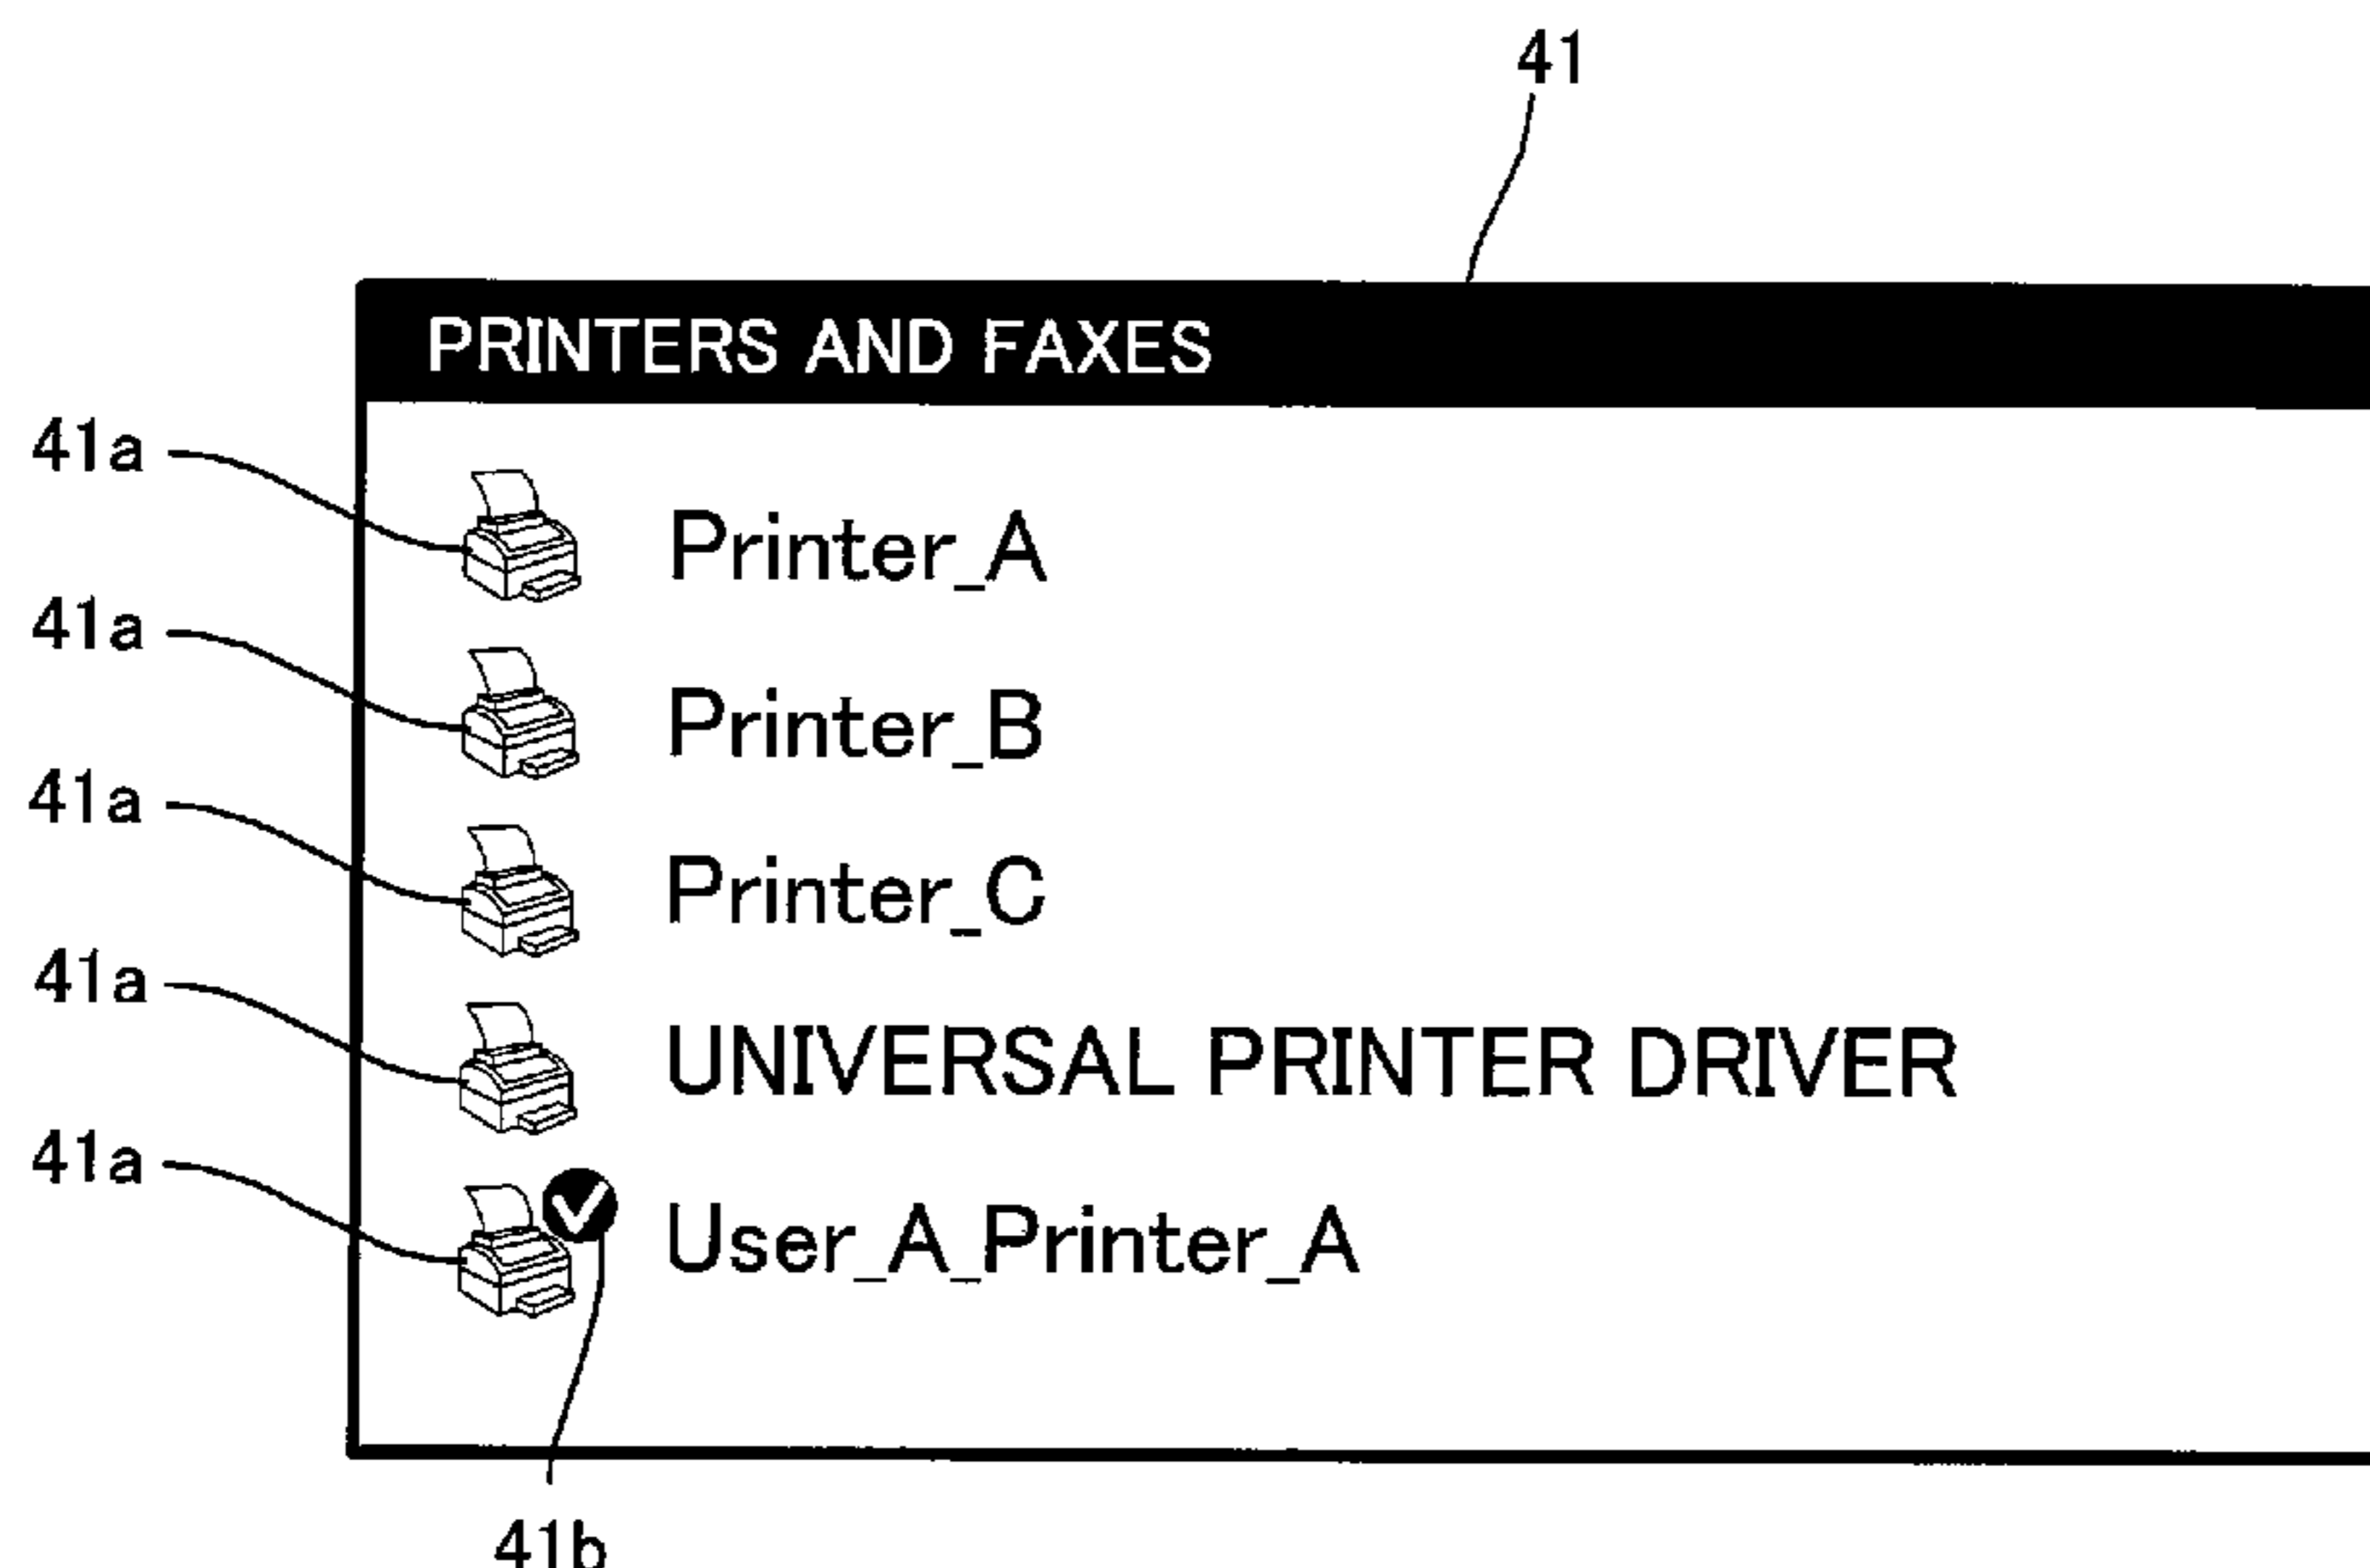 41
PRINTERS AND FAXES
41a
Printer_A
41a
Printer_B
41a
Printer_C
41a
UNIVERSAL PRINTER DRIVER
41a
User_A_Printer_A
41b